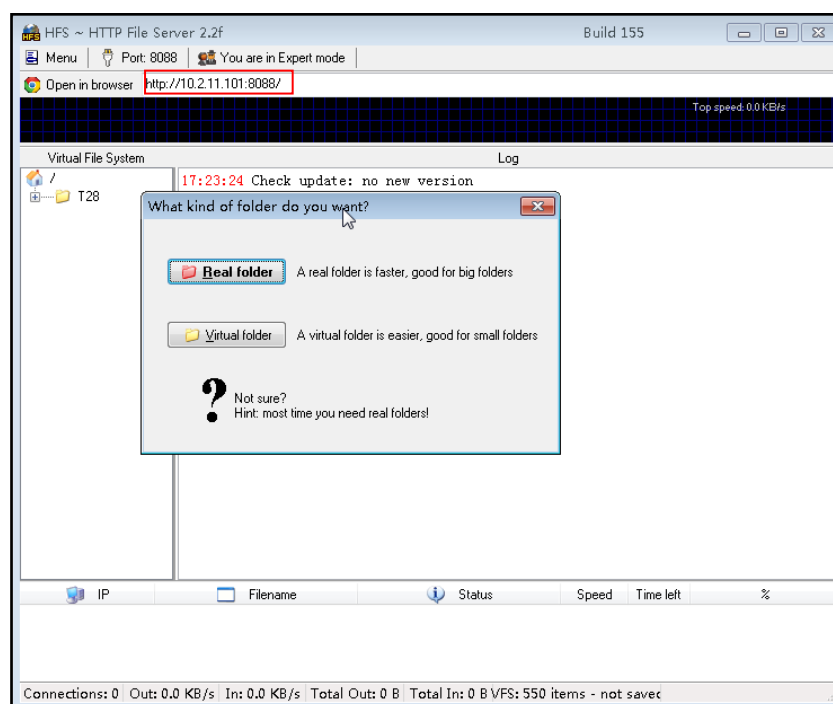 HFS ~ HTTP File Server 2.2f Build 155
Menu Port: 8088 You are in Expert mode
Open in browser http://10.2.11.101:8088/
Top speed: 0.0 KB/s
Virtual File System Log
/
T28
17:23:24 Check update: no new version
What kind of folder do you want?
Real folder A real folder is faster, good for big folders
Virtual folder A virtual folder is easier, good for small folders
? Not sure?
Hint: most time you need real folders!
IP Filename Status Speed Time left %
Connections: 0 Out: 0.0 KB/s In: 0.0 KB/s Total Out: 0 B Total In: 0 B VFS: 550 items - not saved